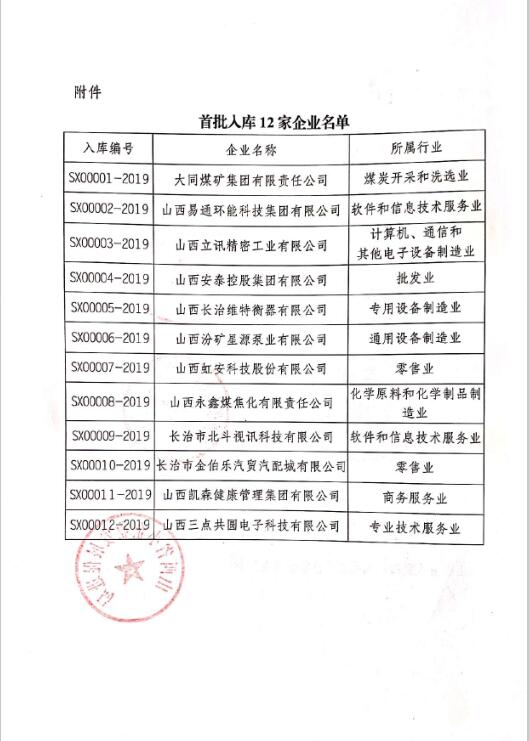 附件
首批入库12家企业名单
入库编号 企业名称 所属行业
SX00001-2019 大同煤矿集团有限责任公司 煤炭开采和洗选业
SX00002-2019 山西易通环能科技集团有限公司 软件和信息技术服务业
SX00003-2019 山西立讯精密工业有限公司 计算机、通信和
其他电子设备制造业
SX00004-2019 山西安泰控股集团有限公司 批发业
SX00005-2019 山西长治维特衡器有限公司 专用设备制造业
SX00006-2019 山西汾矿星源泵业有限公司 通用设备制造业
SX00007-2019 山西虹安科技股份有限公司 零售业
SX00008-2019 山西永鑫煤焦化有限责任公司 化学原料和化学制品制
造业
SX00009-2019 长治市北斗视讯科技有限公司 软件和信息技术服务业
SX00010-2019 长治市金伯乐汽贸汽配城有限公司 零售业
SX00011-2019 山西凯森健康管理集团有限公司 商务服务业
SX00012-2019 山西三点共圆电子科技有限公司 专业技术服务业